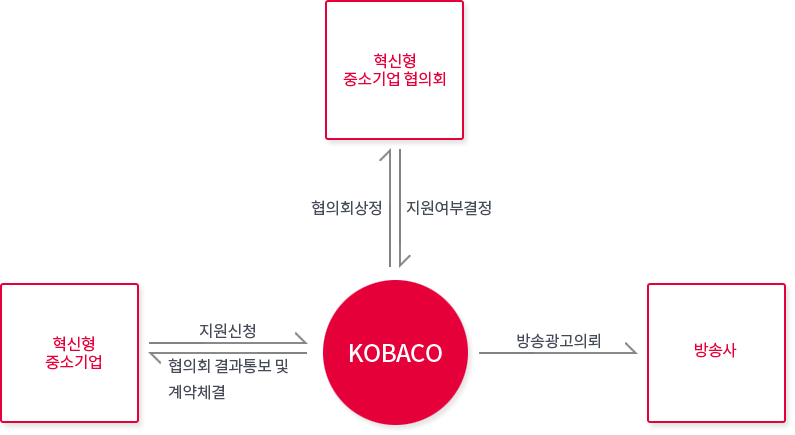 혁신형
중소기업 협의회
협의회상정
지원여부결정
혁신형
중소기업
지원신청
협의회 결과통보 및
계약체결
KOBACO
방송광고의뢰
방송사